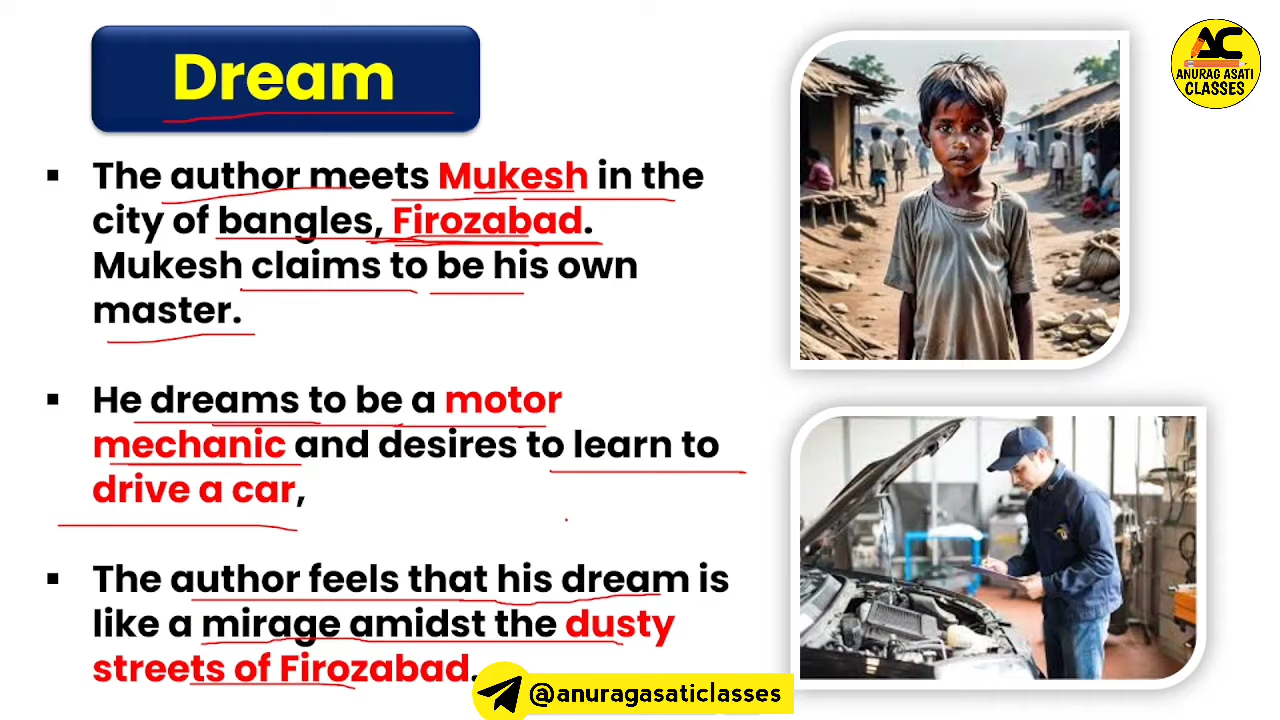 Dream
▪ The author meets Mukesh in the
city of bangles, Firozabad.
Mukesh claims to be his own
master.
▪ He dreams to be a motor
mechanic and desires to learn to
drive a car,
▪ The author feels that his dream is
like a mirage amidst the dusty
streets of Firozabad.
AC
ANURAG ASATI
CLASSES
@anuragasaticlasses